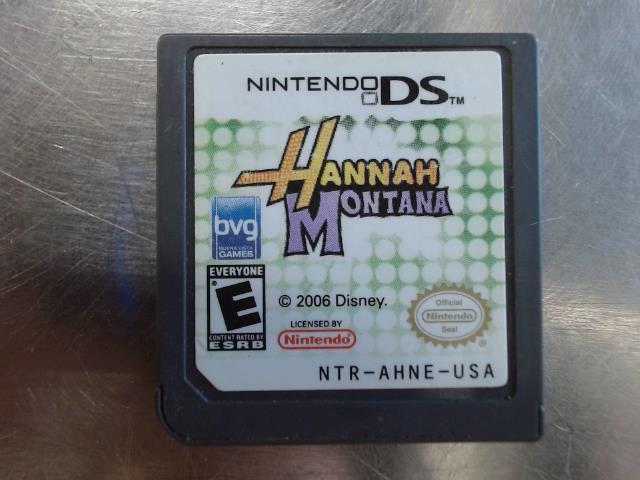 NINTENDO DS™
HANNAH
MONTANA
bvg
BUENA VISTA
GAMES
EVERYONE
E
CONTENT RATED BY
ESRB
© 2006 Disney.
LICENSED BY
Nintendo
Official
Nintendo
Seal
NTR-AHNE-USA